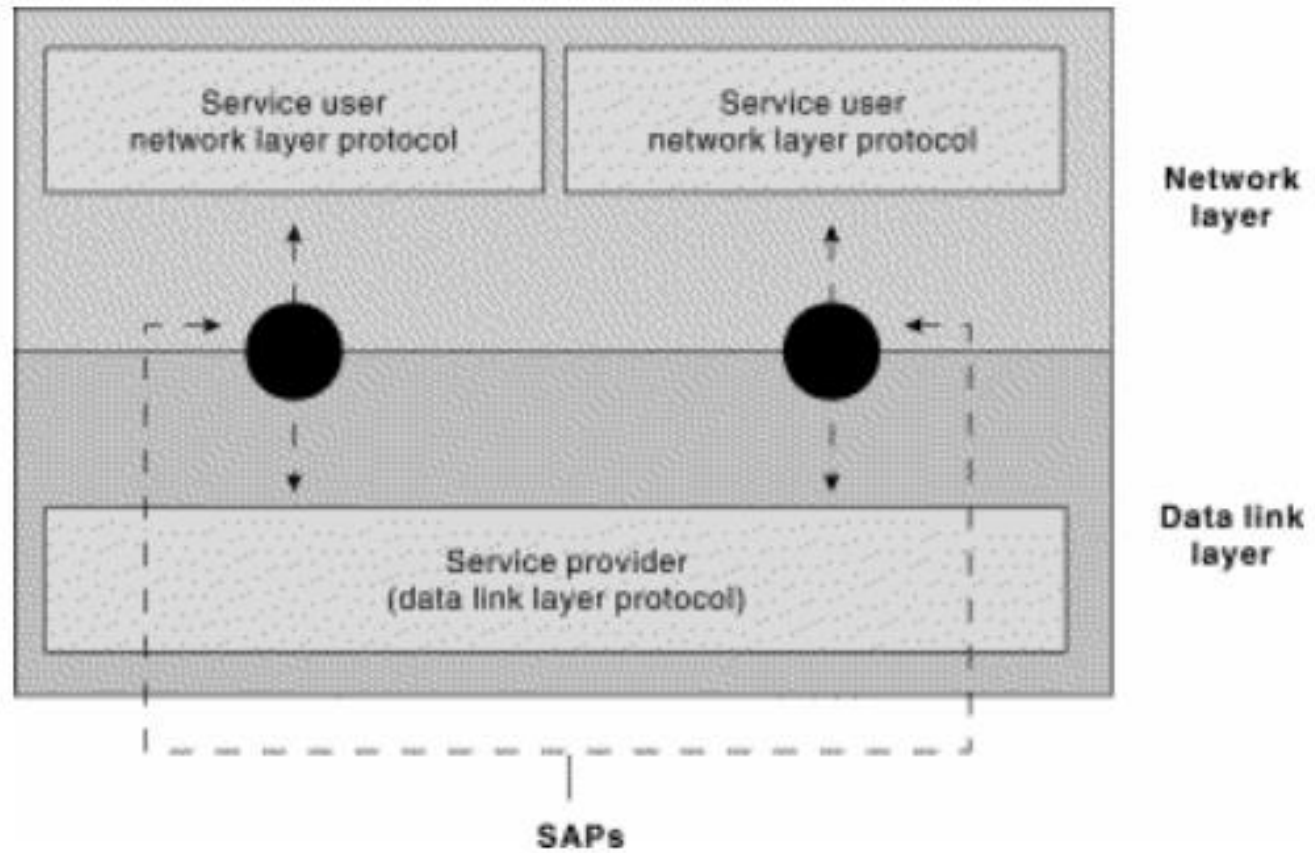 Service user
network layer protocol
Service user
network layer protocol
Network
layer
Service provider
(data link layer protocol)
Data link
layer
SAPs